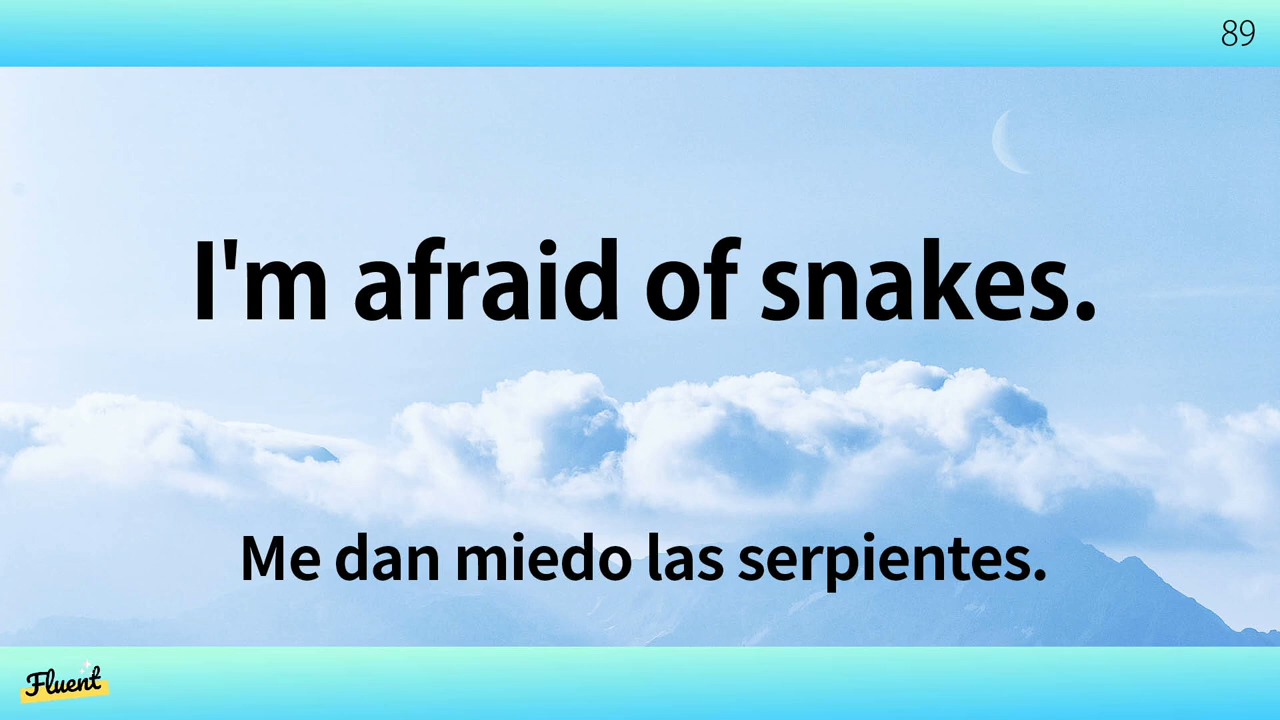 89
I'm afraid of snakes.
Me dan miedo las serpientes.
Fluent